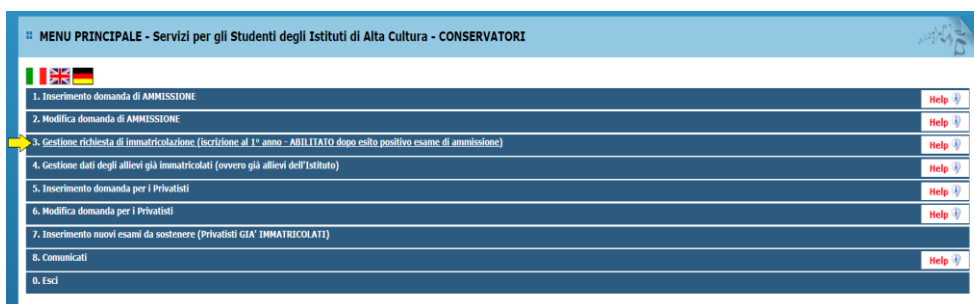 MENU PRINCIPALE - Servizi per gli Studenti degli Istituti di Alta Cultura - CONSERVATORI
1. Inserimento domanda di AMMISSIONE Help
2. Modifica domanda di AMMISSIONE Help
3. Gestione richiesta di immatricolazione (iscrizione al 1° anno - ABILITATO dopo esito positivo esame di ammissione) Help
4. Gestione dati degli allievi già immatricolati (ovvero già allievi dell'Istituto) Help
5. Inserimento domanda per i Privatisti Help
6. Modifica domanda per i Privatisti Help
7. Inserimento nuovi esami da sostenere (Privatisti GIA' IMMATRICOLATI)
8. Comunicati Help
0. Esci